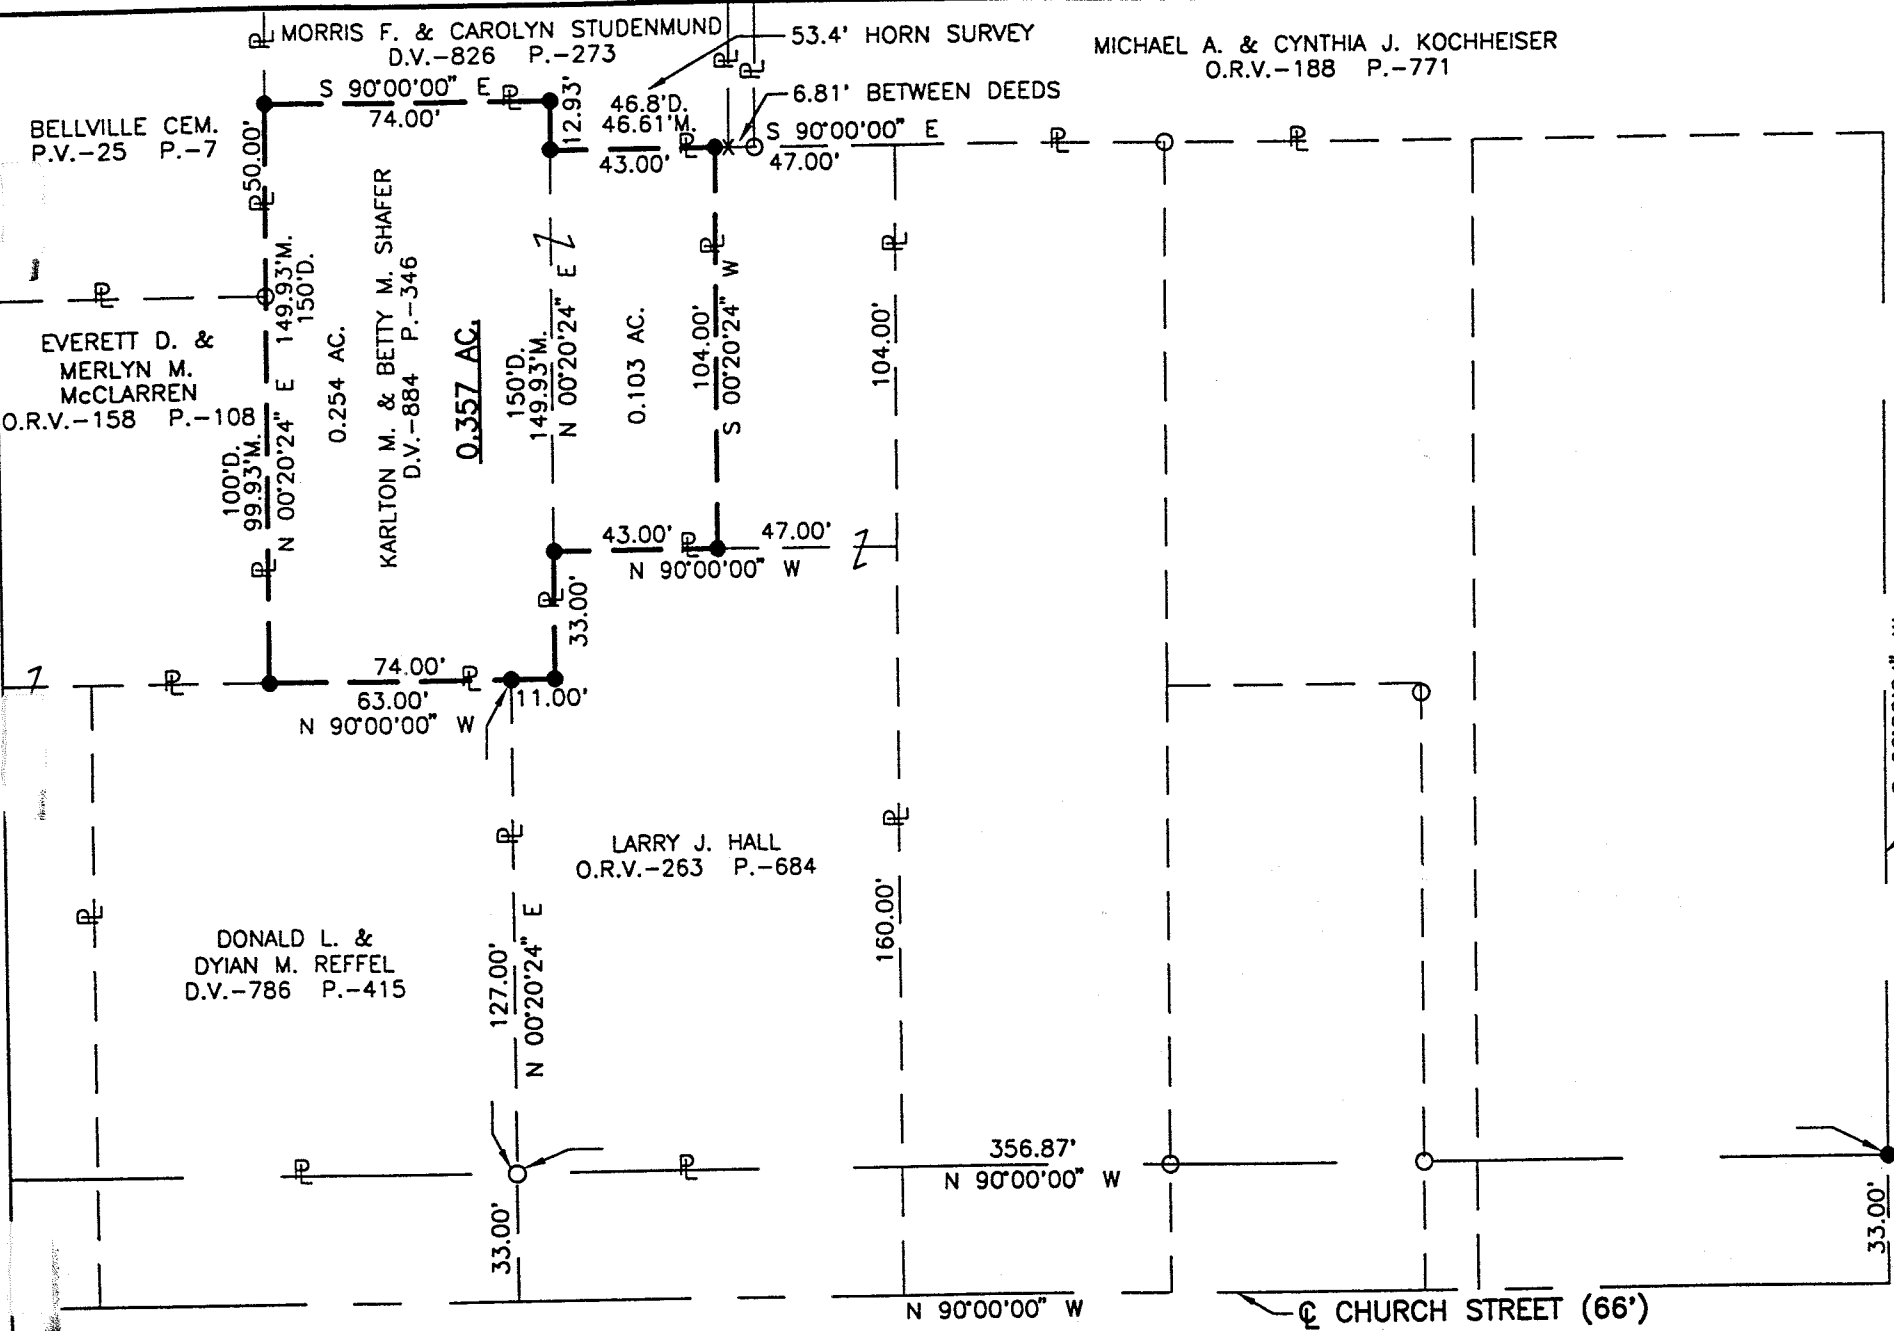 MORRIS F. & CAROLYN STUDENMUND
D.V.-826 P.-273
53.4' HORN SURVEY
MICHAEL A. & CYNTHIA J. KOCHHEISER
O.R.V.-188 P.-771
S 90°00'00" E
74.00'
12.93'
46.8'D.
46.61'M.
6.81' BETWEEN DEEDS
S 90°00'00" E
47.00'
43.00'
BELLVILLE CEM.
P.V.-25 P.-7
50.00'
149.93'M.
150'D.
N 00°20'24" E
EVERETT D. &
MERLYN M.
McCLARREN
O.R.V.-158 P.-108
100'D.
99.93'M.
0.254 AC.
KARLTON M. & BETTY M. SHAFER
D.V.-884 P.-346
0.357 AC.
150'D.
149.93'M.
N 00°20'24" E
0.103 AC.
104.00'
S 00°20'24" W
104.00'
43.00'
47.00'
N 90°00'00" W
33.00'
74.00'
63.00'
11.00'
N 90°00'00" W
LARRY J. HALL
O.R.V.-263 P.-684
160.00'
DONALD L. &
DYIAN M. REFFEL
D.V.-786 P.-415
127.00'
N 00°20'24" E
356.87'
N 90°00'00" W
33.00'
33.00'
N 90°00'00" W
℄ CHURCH STREET (66')